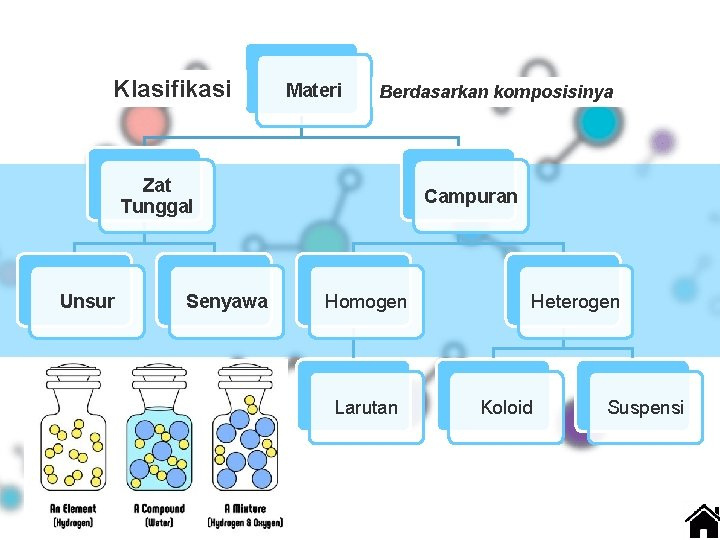 Klasifikasi
Materi
Berdasarkan komposisinya
Zat
Tunggal
Campuran
Unsur
Senyawa
Homogen
Heterogen
Larutan
Koloid
Suspensi
An Element
(Hydrogen)
A Compound
(Water)
A Mixture
(Hydrogen & Oxygen)